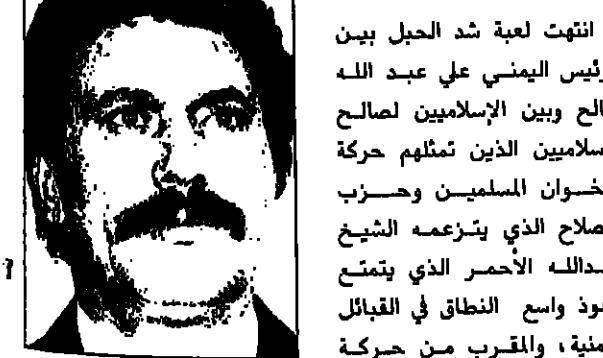 انتهت لعبة شد الحبل بين
رئيس اليمني علي عبد الله
الح وبين الإسلاميين لصالح
سلاميين الذين تمثلهم حركة
خوان المسلمين وحزب
صلاح الذي يتزعمه الشيخ
بدالله الأحمر الذي يتمتع
وذ واسع النطاق في القبائل
منية، والمقرب من حركة